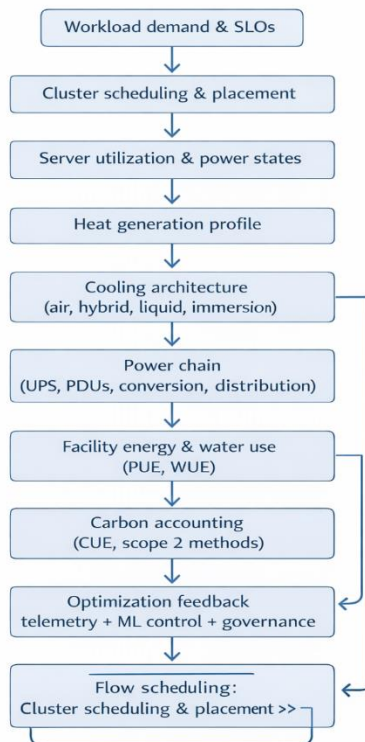 Workload demand & SLOs
Cluster scheduling & placement
Server utilization & power states
Heat generation profile
Cooling architecture
(air, hybrid, liquid, immersion)
Power chain
(UPS, PDUs, conversion, distribution)
Facility energy & water use
(PUE, WUE)
Carbon accounting
(CUE, scope 2 methods)
Optimization feedback
telemetry + ML control + governance
Flow scheduling:
Cluster scheduling & placement >>